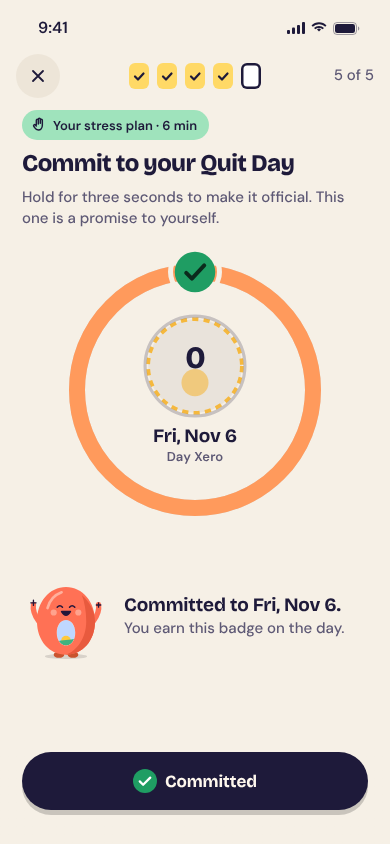 9:41
5 of 5
Your stress plan · 6 min
Commit to your Quit Day
Hold for three seconds to make it official. This
one is a promise to yourself.
0
Fri, Nov 6
Day Xero
Committed to Fri, Nov 6.
You earn this badge on the day.
Committed